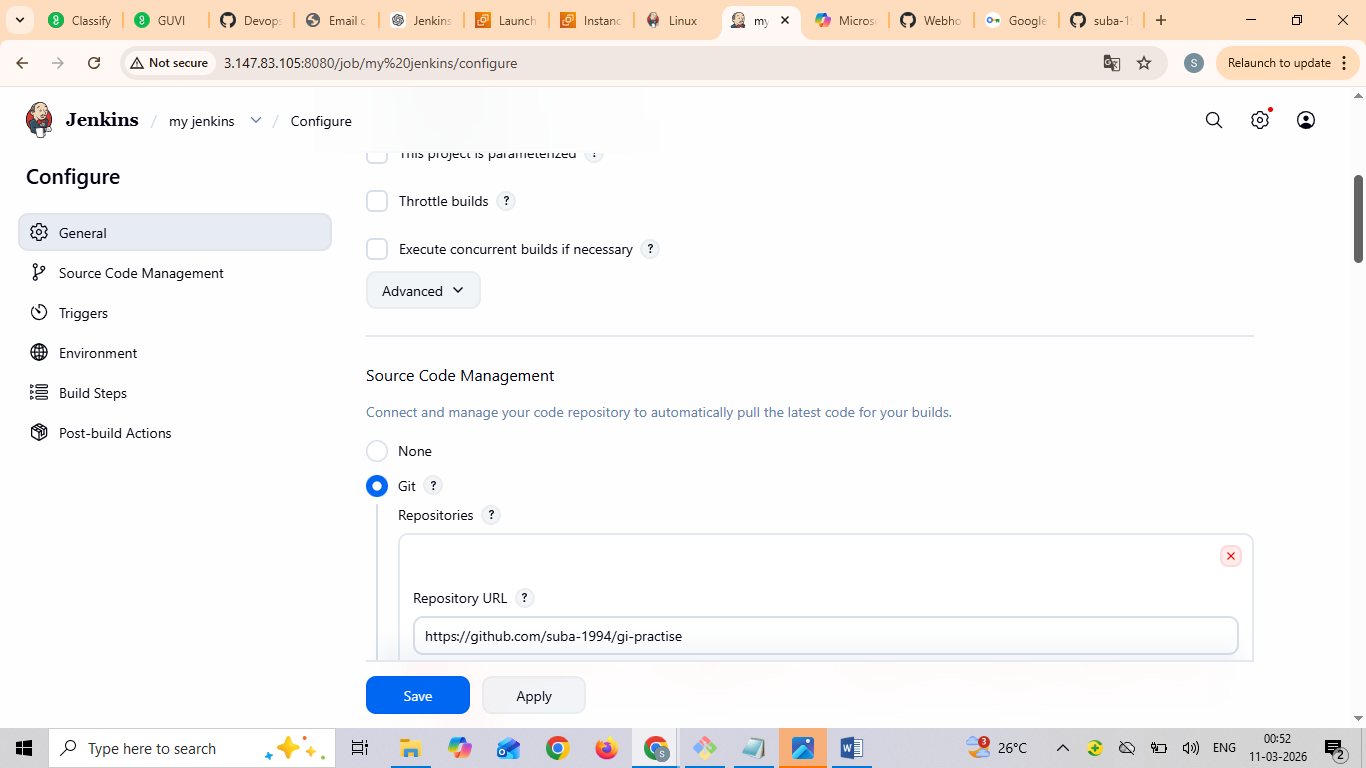 Classify
GUVI
Devops
Email c
Jenkins
Launch
Instanc
Linux
my
Micros
Webho
Google
suba-1
Not secure
3.147.83.105:8080/job/my%20jenkins/configure
S
Relaunch to update
Jenkins / my jenkins / Configure
Configure
General
Source Code Management
Triggers
Environment
Build Steps
Post-build Actions
This project is parameterized ?
Throttle builds ?
Execute concurrent builds if necessary ?
Advanced
Source Code Management
Connect and manage your code repository to automatically pull the latest code for your builds.
None
Git ?
Repositories ?
Repository URL ?
https://github.com/suba-1994/gi-practise
Save
Apply
Type here to search
S
3
26°C
ENG
00:52
11-03-2026
2